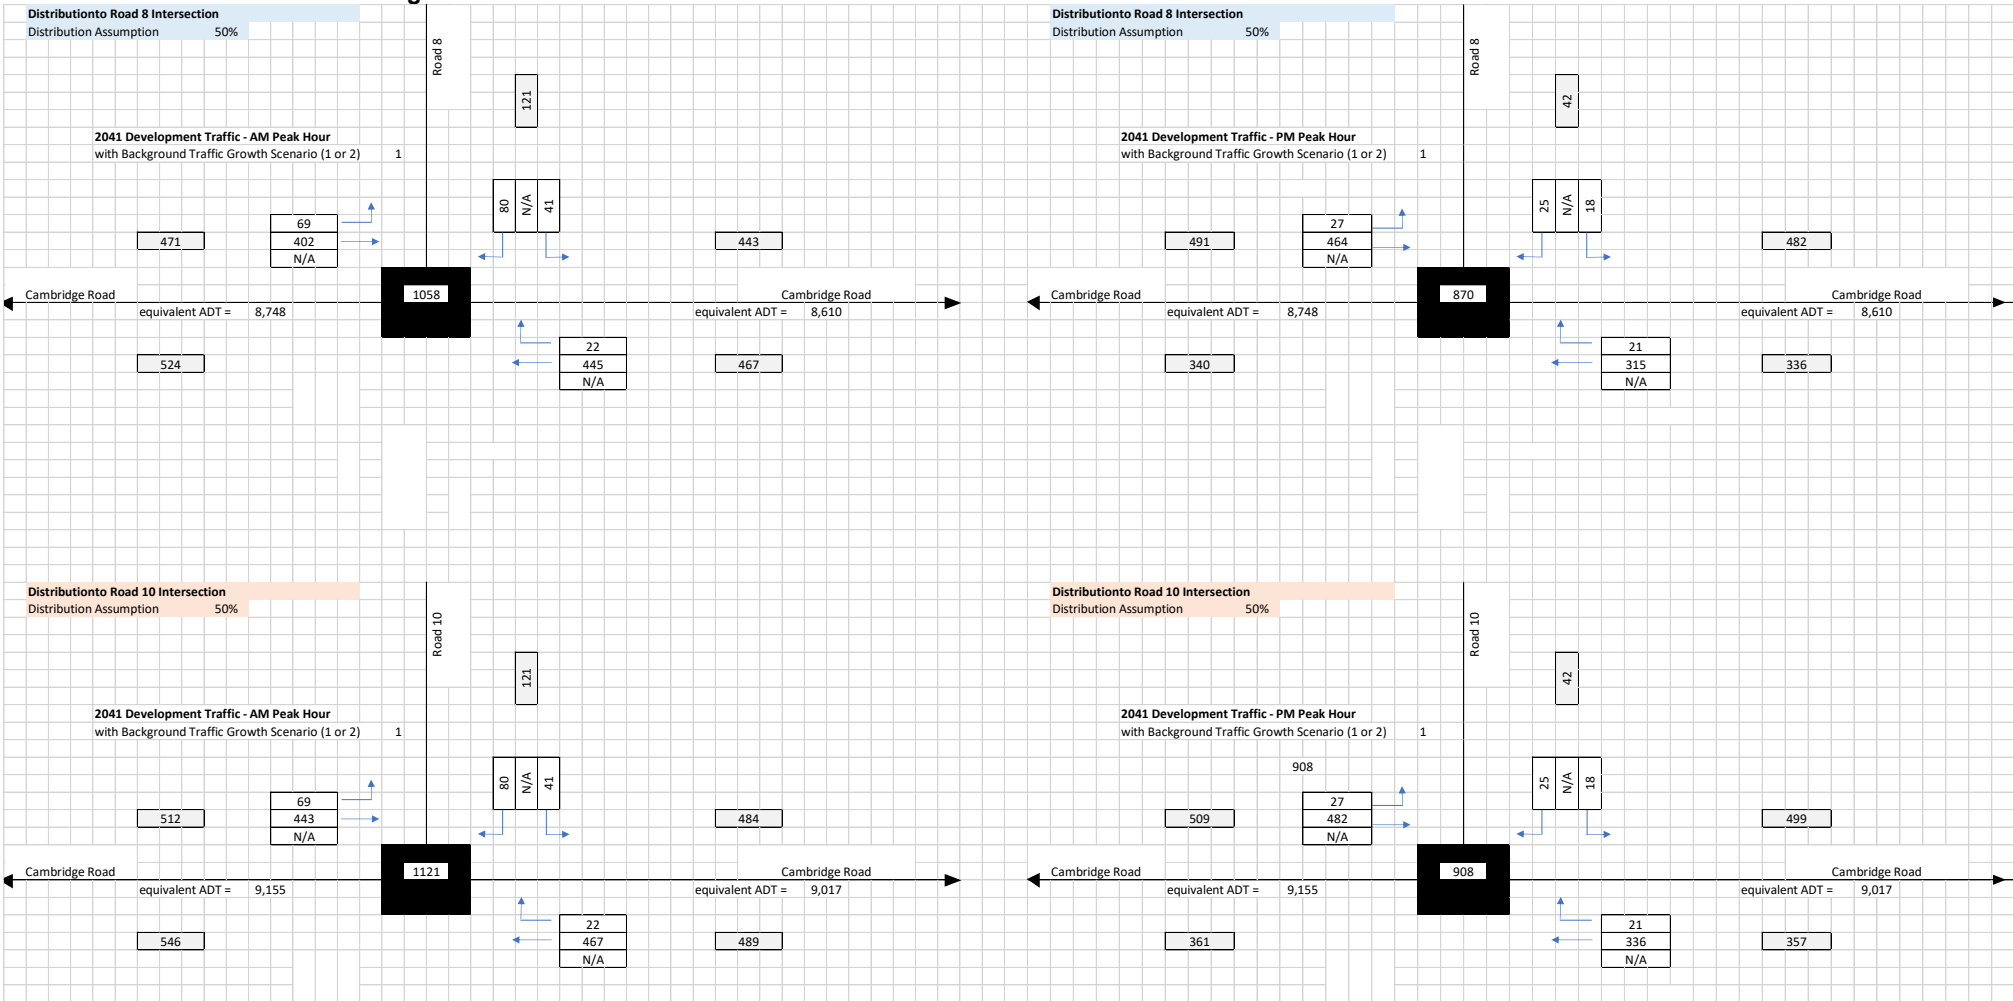 g
Distributionto Road 8 Intersection
Distribution Assumption 50%
Road 8
121
2041 Development Traffic - AM Peak Hour
with Background Traffic Growth Scenario (1 or 2) 1
80 N/A 41
69
471 402 443
N/A
Cambridge Road 1058 Cambridge Road
equivalent ADT = 8,748 equivalent ADT = 8,610
22
524 445 467
N/A
Distributionto Road 8 Intersection
Distribution Assumption 50%
Road 8
42
2041 Development Traffic - PM Peak Hour
with Background Traffic Growth Scenario (1 or 2) 1
25 N/A 18
27
491 464 482
N/A
Cambridge Road 870 Cambridge Road
equivalent ADT = 8,748 equivalent ADT = 8,610
21
340 315 336
N/A
Distributionto Road 10 Intersection
Distribution Assumption 50%
Road 10
121
2041 Development Traffic - AM Peak Hour
with Background Traffic Growth Scenario (1 or 2) 1
80 N/A 41
69
512 443 484
N/A
Cambridge Road 1121 Cambridge Road
equivalent ADT = 9,155 equivalent ADT = 9,017
22
546 467 489
N/A
Distributionto Road 10 Intersection
Distribution Assumption 50%
Road 10
42
2041 Development Traffic - PM Peak Hour
with Background Traffic Growth Scenario (1 or 2) 1
908
25 N/A 18
27
509 482 499
N/A
Cambridge Road 908 Cambridge Road
equivalent ADT = 9,155 equivalent ADT = 9,017
21
361 336 357
N/A